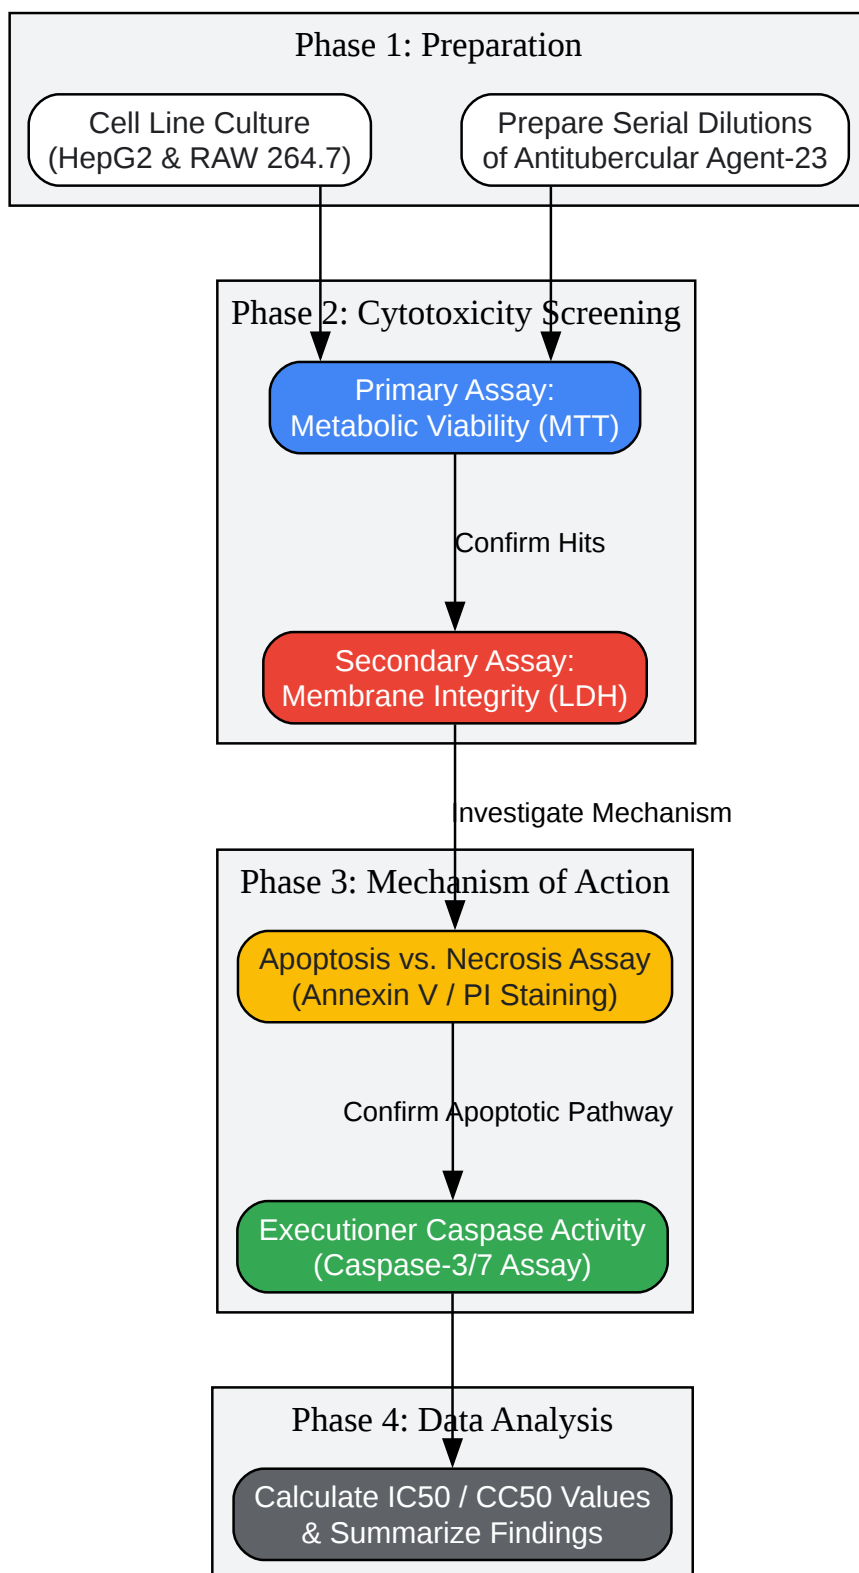 Phase 1: Preparation
Cell Line Culture
(HepG2 & RAW 264.7)
Prepare Serial Dilutions
of Antitubercular Agent-23
Phase 2: Cytotoxicity Screening
Primary Assay:
Metabolic Viability (MTT)
Confirm Hits
Secondary Assay:
Membrane Integrity (LDH)
Investigate Mechanism
Phase 3: Mechanism of Action
Apoptosis vs. Necrosis Assay
(Annexin V / PI Staining)
Confirm Apoptotic Pathway
Executioner Caspase Activity
(Caspase-3/7 Assay)
Phase 4: Data Analysis
Calculate IC50 / CC50 Values
& Summarize Findings